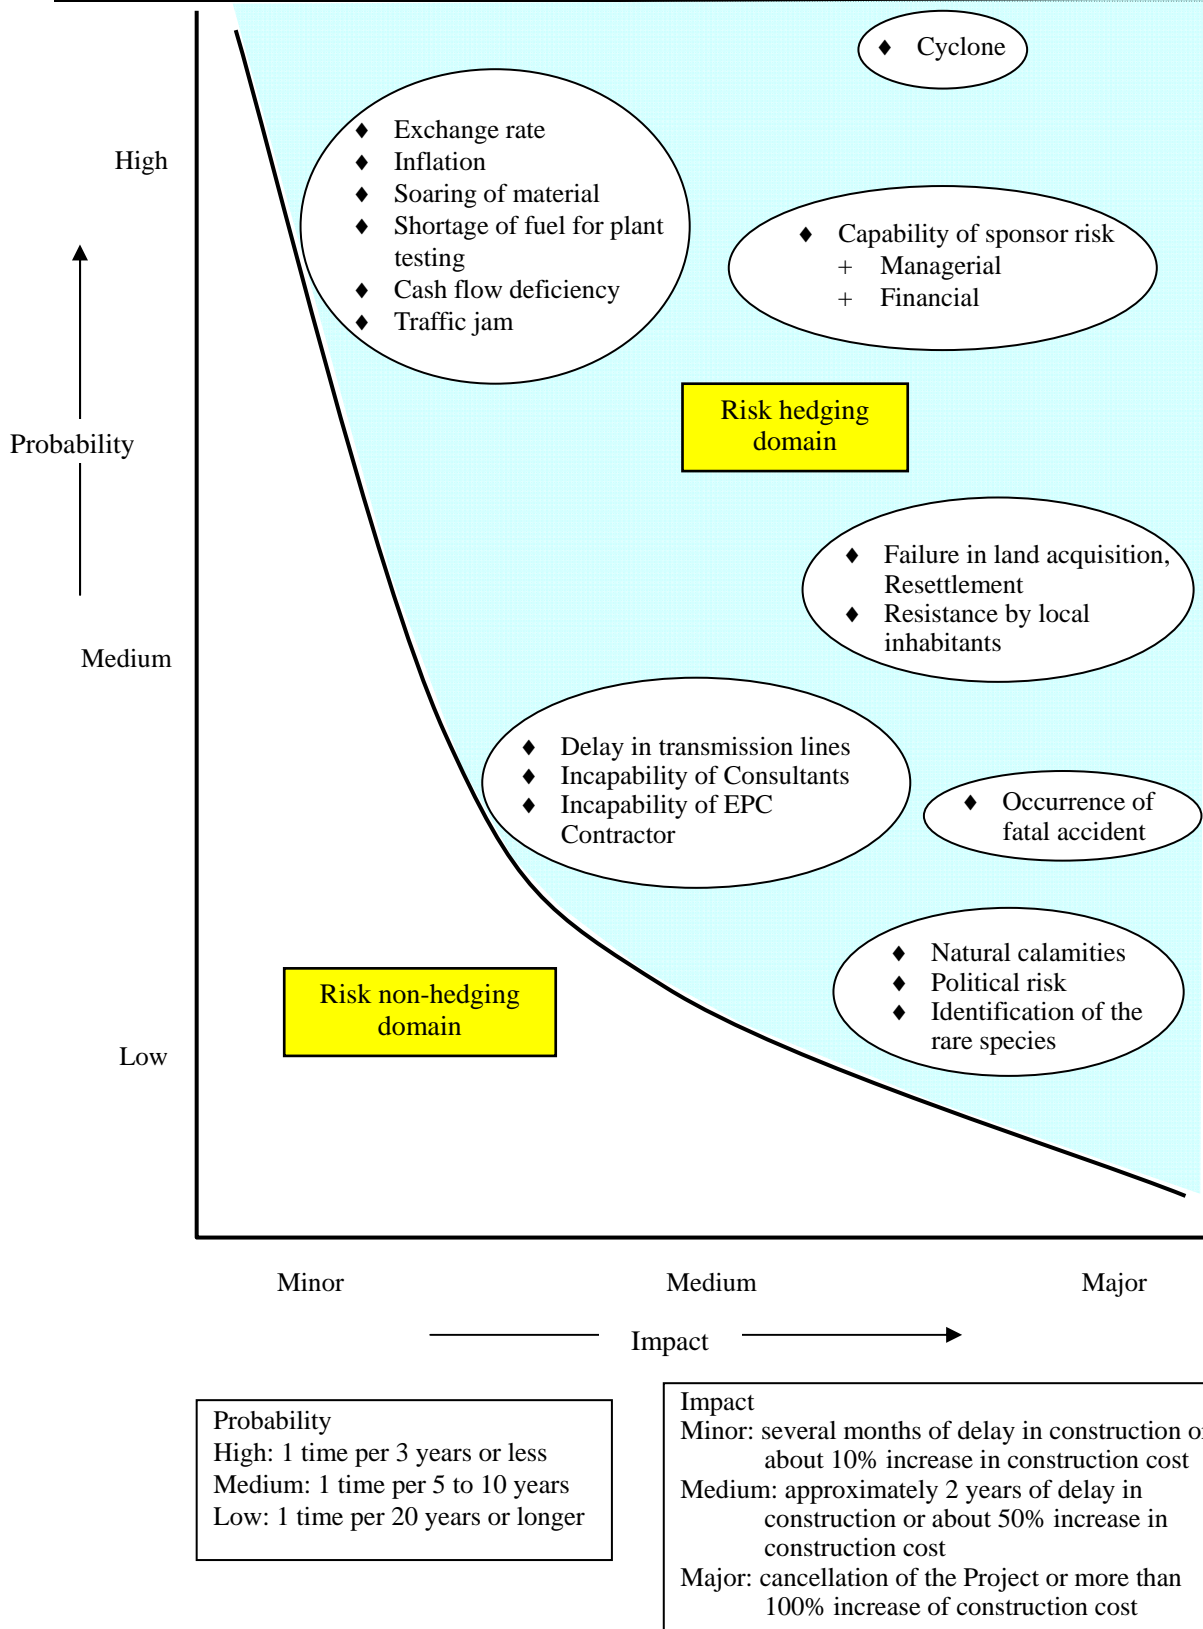 ♦ Cyclone
♦ Exchange rate
♦ Inflation
♦ Soaring of material
♦ Shortage of fuel for plant
testing
♦ Cash flow deficiency
♦ Traffic jam
High
♦ Capability of sponsor risk
+ Managerial
+ Financial
Risk hedging
domain
Probability
♦ Failure in land acquisition,
Resettlement
♦ Resistance by local
inhabitants
Medium
♦ Delay in transmission lines
♦ Incapability of Consultants
♦ Incapability of EPC
Contractor
♦ Occurrence of
fatal accident
♦ Natural calamities
♦ Political risk
♦ Identification of the
rare species
Risk non-hedging
domain
Low
Minor Medium Major
Impact
Probability
High: 1 time per 3 years or less
Medium: 1 time per 5 to 10 years
Low: 1 time per 20 years or longer
Impact
Minor: several months of delay in construction o
about 10% increase in construction cost
Medium: approximately 2 years of delay in
construction or about 50% increase in
construction cost
Major: cancellation of the Project or more than
100% increase of construction cost